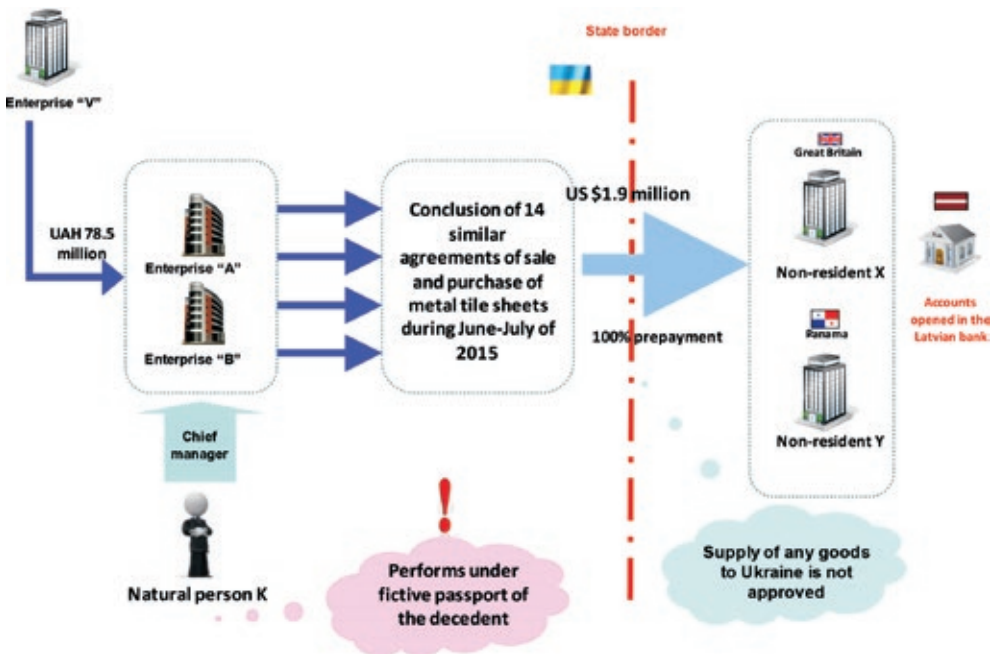 State border
Enterprise “V”
UAH 78.5
million
Enterprise “A”
Enterprise “B”
Chief
manager
Natural person K
Conclusion of 14
similar
agreements of sale
and purchase of
metal tile sheets
during June-July of
2015
Performs under
fictive passport of
the decedent
US $1.9 million
100% prepayment
Great Britain
Non-resident X
Panama
Non-resident Y
Accounts
opened in the
Latvian bank.
Supply of any goods
to Ukraine is not
approved